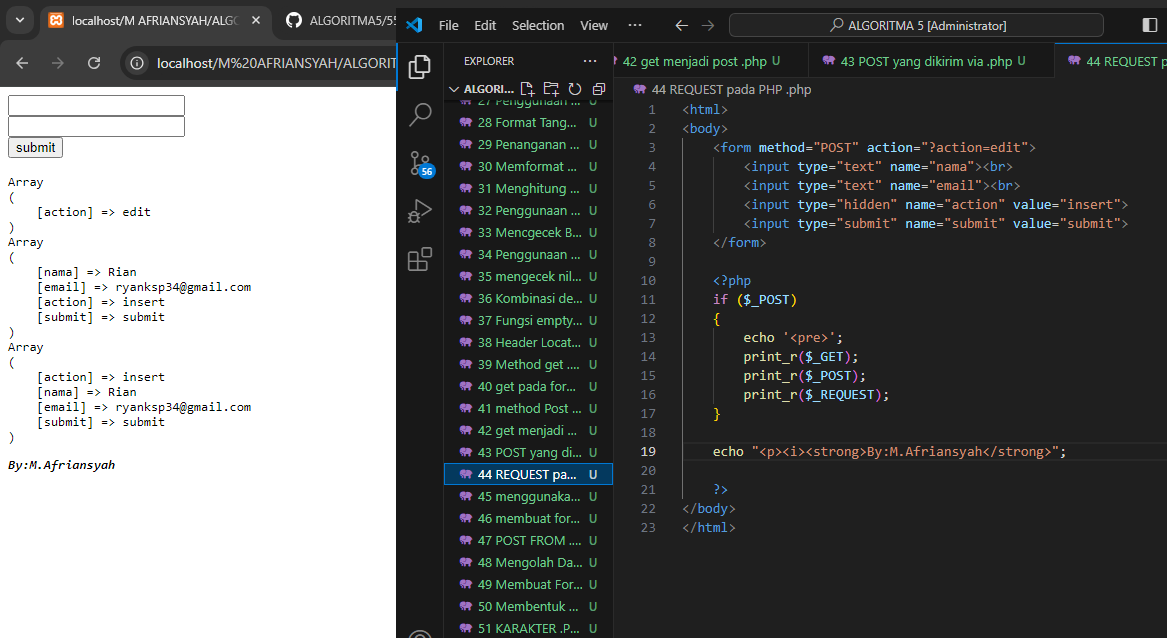 localhost/M AFRIANSYAH/ALGO
ALGORITMA5/55
localhost/M%20AFRIANSYAH/ALGORIT
submit
Array
(
    [action] => edit
)
Array
(
    [nama] => Rian
    [email] => ryanksp34@gmail.com
    [action] => insert
    [submit] => submit
)
Array
(
    [action] => insert
    [nama] => Rian
    [email] => ryanksp34@gmail.com
    [submit] => submit
)
By:M.Afriansyah
File Edit Selection View ···
ALGORITMA 5 [Administrator]
56
EXPLORER ···
ALGORI...
27 Penggunaan ... U
28 Format Tang... U
29 Penanganan ... U
30 Memformat ... U
31 Menghitung ... U
32 Penggunaan ... U
33 Mencgecek B... U
34 Penggunaan ... U
35 mengecek nil... U
36 Kombinasi de... U
37 Fungsi empty... U
38 Header Locat... U
39 Method get .... U
40 get pada for... U
41 method Post ... U
42 get menjadi ... U
43 POST yang di... U
44 REQUEST pa... U
45 menggunaka... U
46 membuat for... U
47 POST FROM .... U
48 Mengolah Da... U
49 Membuat For... U
50 Membentuk ... U
51 KARAKTER .P... U
42 get menjadi post .php U
43 POST yang dikirim via .php U
44 REQUEST p
44 REQUEST pada PHP .php
1 <html>
2 <body>
3     <form method="POST" action="?action=edit">
4         <input type="text" name="nama"><br>
5         <input type="text" name="email"><br>
6         <input type="hidden" name="action" value="insert">
7         <input type="submit" name="submit" value="submit">
8     </form>
9
10     <?php
11     if ($_POST)
12     {
13         echo '<pre>';
14         print_r($_GET);
15         print_r($_POST);
16         print_r($_REQUEST);
17     }
18
19     echo "<p><i><strong>By:M.Afriansyah</strong>";
20
21     ?>
22 </body>
23 </html>